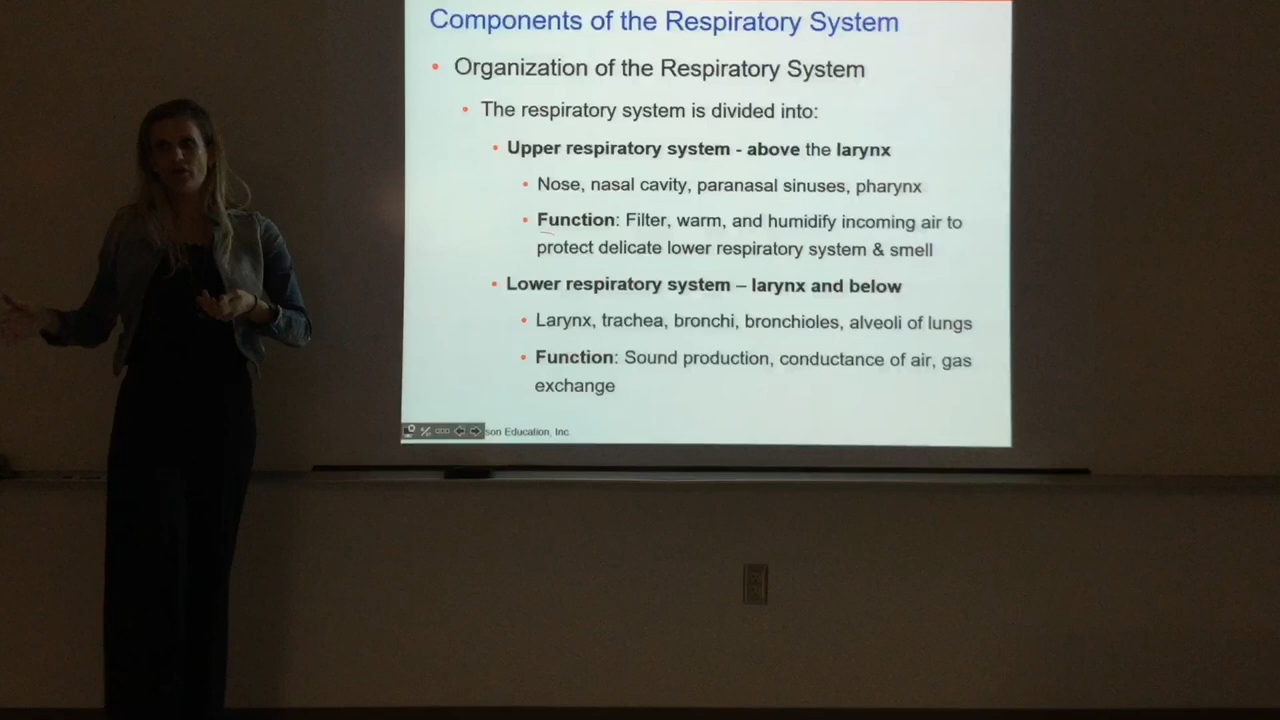 Components of the Respiratory System
• Organization of the Respiratory System
• The respiratory system is divided into:
• Upper respiratory system - above the larynx
• Nose, nasal cavity, paranasal sinuses, pharynx
• Function: Filter, warm, and humidify incoming air to
protect delicate lower respiratory system & smell
• Lower respiratory system – larynx and below
• Larynx, trachea, bronchi, bronchioles, alveoli of lungs
• Function: Sound production, conductance of air, gas
exchange
son Education, Inc